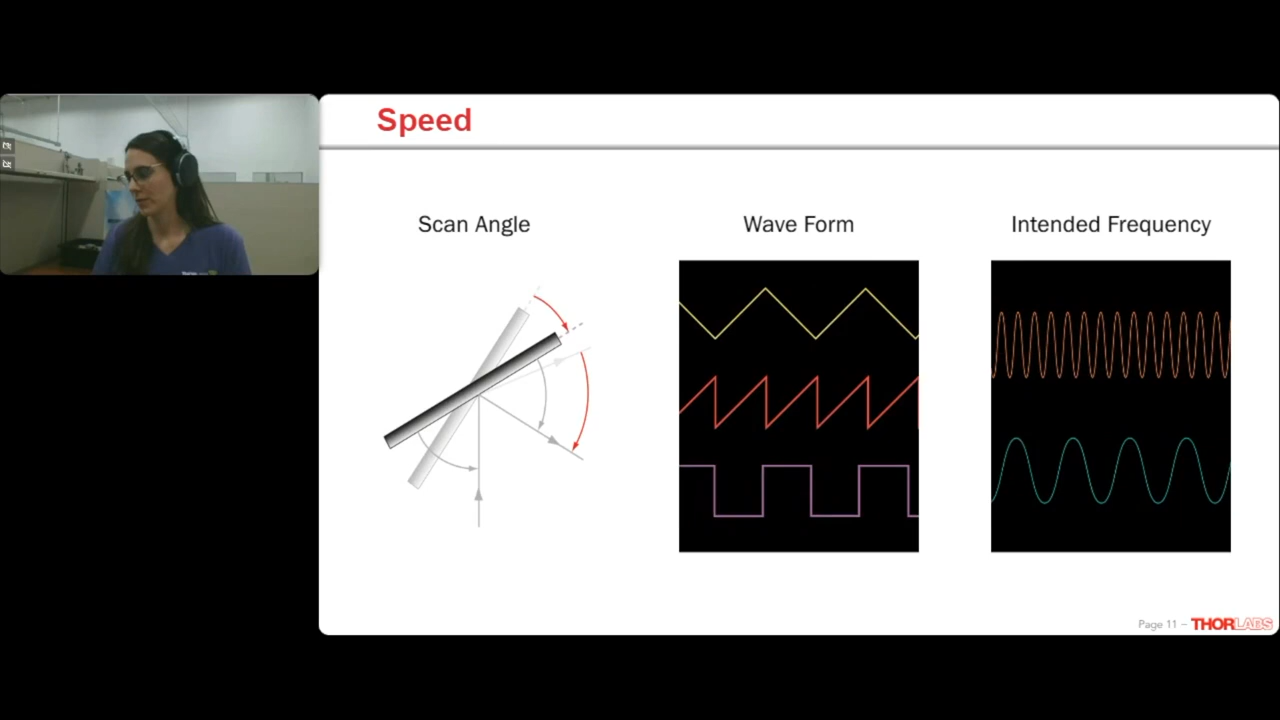 Speed
Scan Angle
Wave Form
Intended Frequency
Page 11 – THORLABS